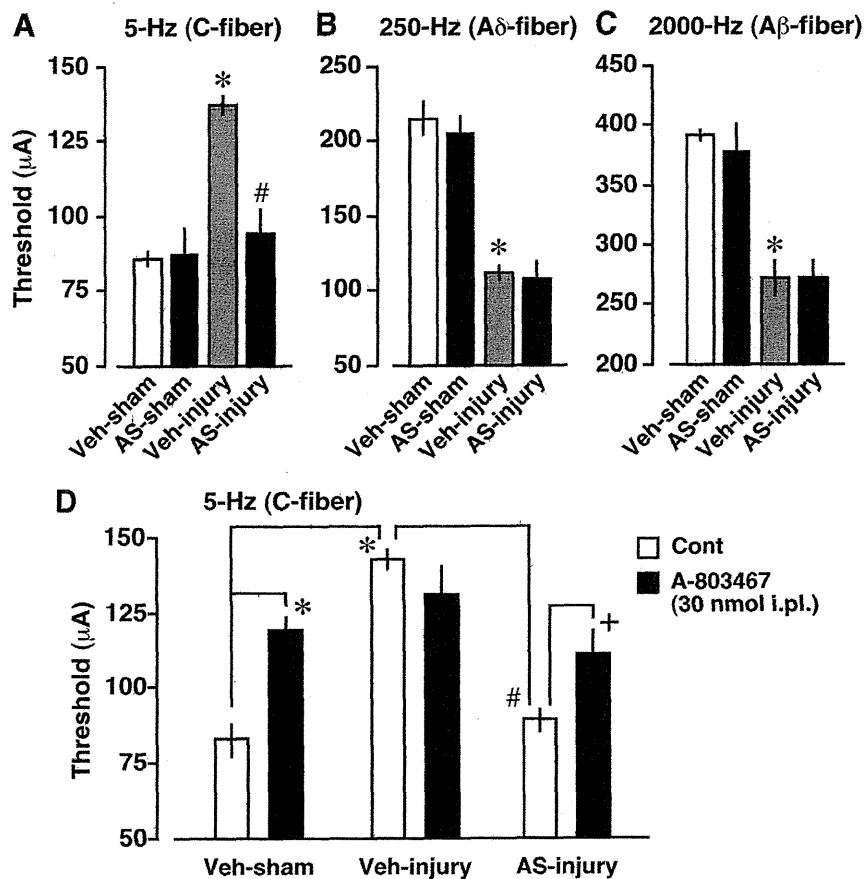 A 5-Hz (C-fiber)
Threshold (μA)
150
125
100
75
50
*
#
Veh-sham
AS-sham
Veh-injury
AS-injury
B 250-Hz (Aδ-fiber)
250
200
150
100
50
*
Veh-sham
AS-sham
Veh-injury
AS-injury
C 2000-Hz (Aβ-fiber)
400
350
300
250
200
*
Veh-sham
AS-sham
Veh-injury
AS-injury
D 5-Hz (C-fiber)
Threshold (μA)
150
125
100
75
50
*
*
#
+
Veh-sham
Veh-injury
AS-injury
Cont
A-803467
(30 nmol i.pl.)